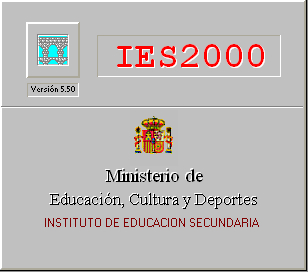 IES2000
Versión 5.50
Ministerio de
Educación, Cultura y Deportes
INSTITUTO DE EDUCACION SECUNDARIA